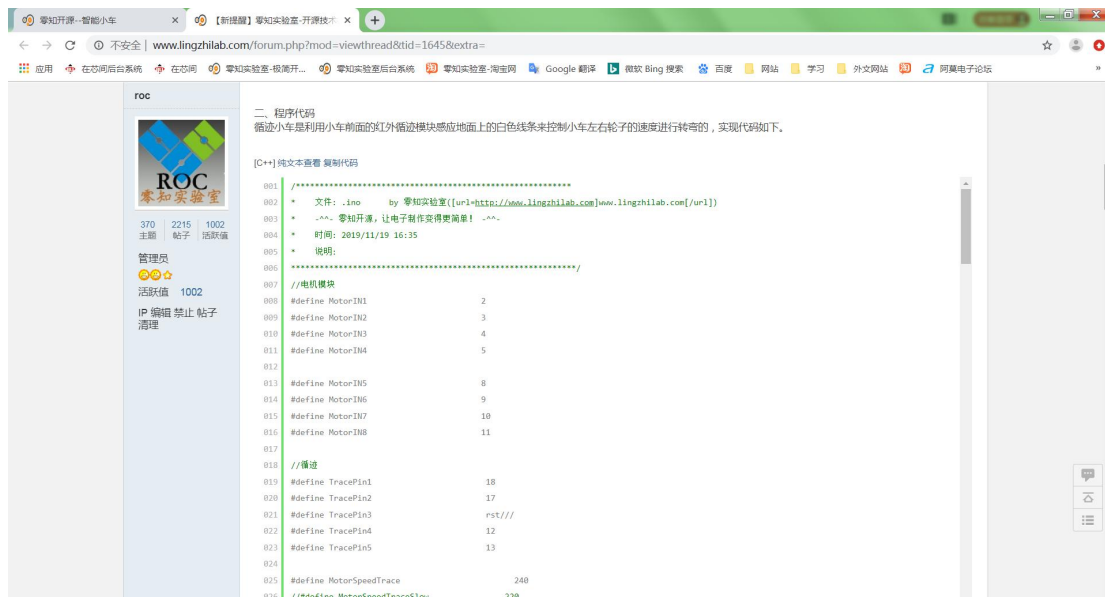 零知开源--智能小车
【新提醒】零知实验室-开源技术
不安全 | www.lingzhilab.com/forum.php?mod=viewthread&tid=1645&extra=
应用 在芯间后台系统 在芯间 零知实验室-极简开... 零知实验室后台系统 零知实验室-淘宝网 Google 翻译 微软 Bing 搜索 百度 网站 学习 外文网站 阿莫电子论坛 »
roc
ROC
零知实验室
370 2215 1002
主题 帖子 活跃值
管理员
活跃值 1002
IP 编辑 禁止 帖子
清理
二、程序代码
循迹小车是利用小车前面的红外循迹模块感应地面上的白色线条来控制小车左右轮子的速度进行转弯的，实现代码如下。
[C++] 纯文本查看 复制代码
001 /**********************************************************
002 * 文件: .ino by 零知实验室([url=http://www.lingzhilab.com]www.lingzhilab.com[/url])
003 * -^^- 零知开源，让电子制作变得更简单！ -^^-
004 * 时间: 2019/11/19 16:35
005 * 说明:
006 ************************************************************/
007 //电机模块
008 #define MotorIN1 2
009 #define MotorIN2 3
010 #define MotorIN3 4
011 #define MotorIN4 5
012
013 #define MotorIN5 8
014 #define MotorIN6 9
015 #define MotorIN7 10
016 #define MotorIN8 11
017
018 //循迹
019 #define TracePin1 18
020 #define TracePin2 17
021 #define TracePin3 rst///
022 #define TracePin4 12
023 #define TracePin5 13
024
025 #define MotorSpeedTrace 240
026 //#define MotorSpeedTraceSlow 220